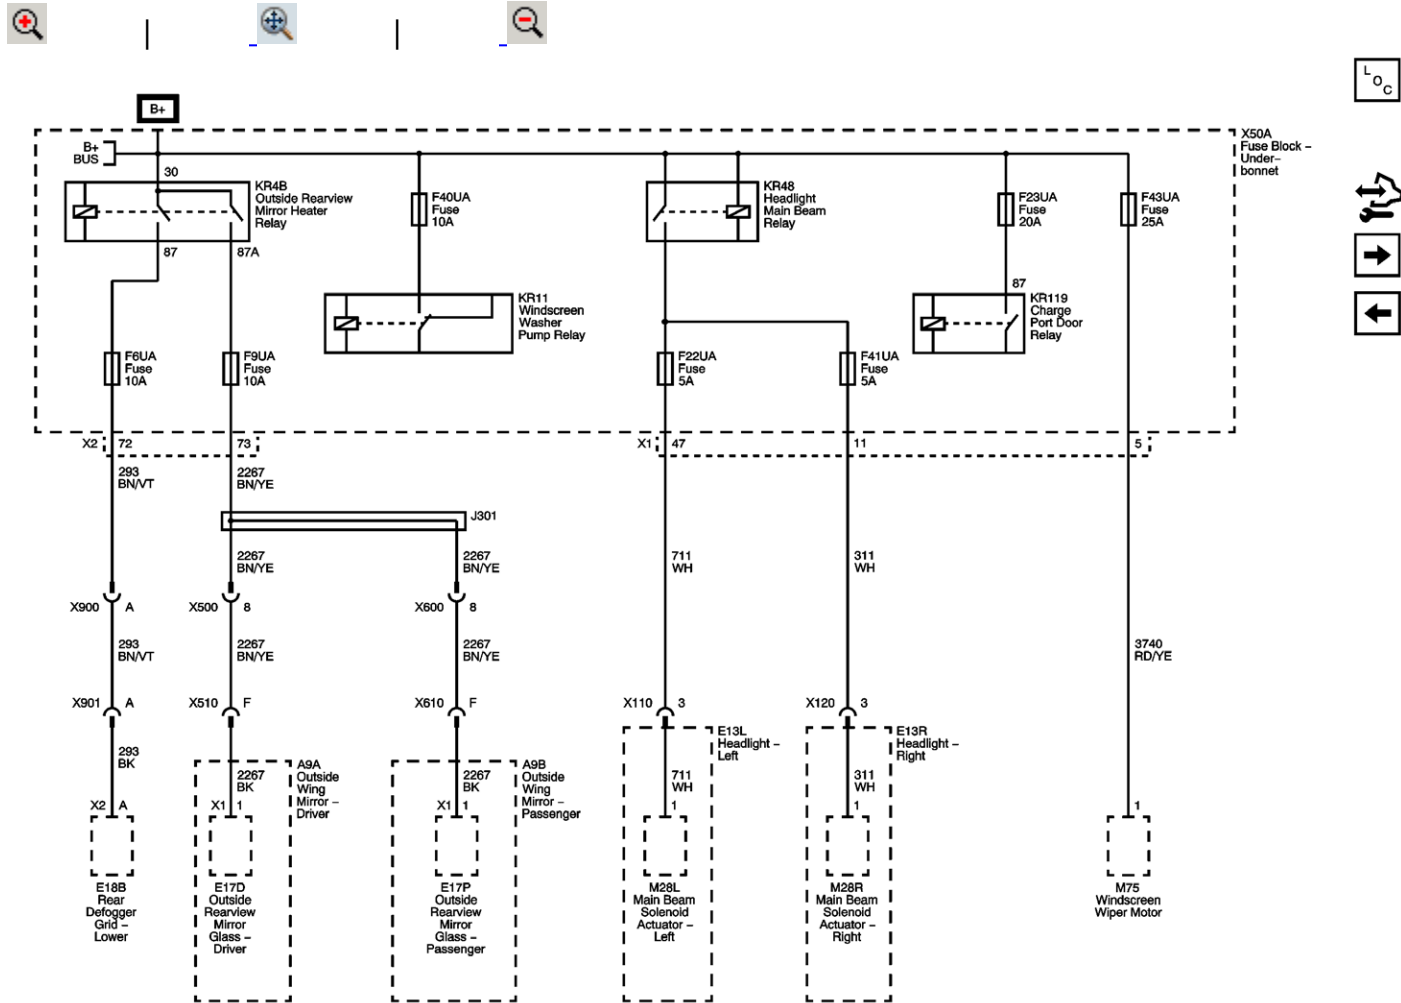 L
O
C
B+
B+
BUS
X50A
Fuse Block –
Under–
bonnet
30
KR4B
Outside Rearview
Mirror Heater
Relay
87
87A
F40UA
Fuse
10A
KR48
Headlight
Main Beam
Relay
F23UA
Fuse
20A
F43UA
Fuse
25A
KR11
Windscreen
Washer
Pump Relay
87
KR119
Charge
Port Door
Relay
F6UA
Fuse
10A
F9UA
Fuse
10A
F22UA
Fuse
5A
F41UA
Fuse
5A
X2
72
73
X1
47
11
5
293
BN/VT
2267
BN/YE
J301
2267
BN/YE
2267
BN/YE
711
WH
311
WH
X900
A
X500
8
X600
8
293
BN/VT
2267
BN/YE
2267
BN/YE
3740
RD/YE
X901
A
X510
F
X610
F
X110
3
X120
3
E13L
Headlight –
Left
E13R
Headlight –
Right
293
BK
2267
BK
A9A
Outside
Wing
Mirror –
Driver
2267
BK
A9B
Outside
Wing
Mirror –
Passenger
711
WH
311
WH
X2
A
X1
1
X1
1
1
1
1
E18B
Rear
Defogger
Grid –
Lower
E17D
Outside
Rearview
Mirror
Glass –
Driver
E17P
Outside
Rearview
Mirror
Glass –
Passenger
M28L
Main Beam
Solenoid
Actuator –
Left
M28R
Main Beam
Solenoid
Actuator –
Right
M75
Windscreen
Wiper Motor